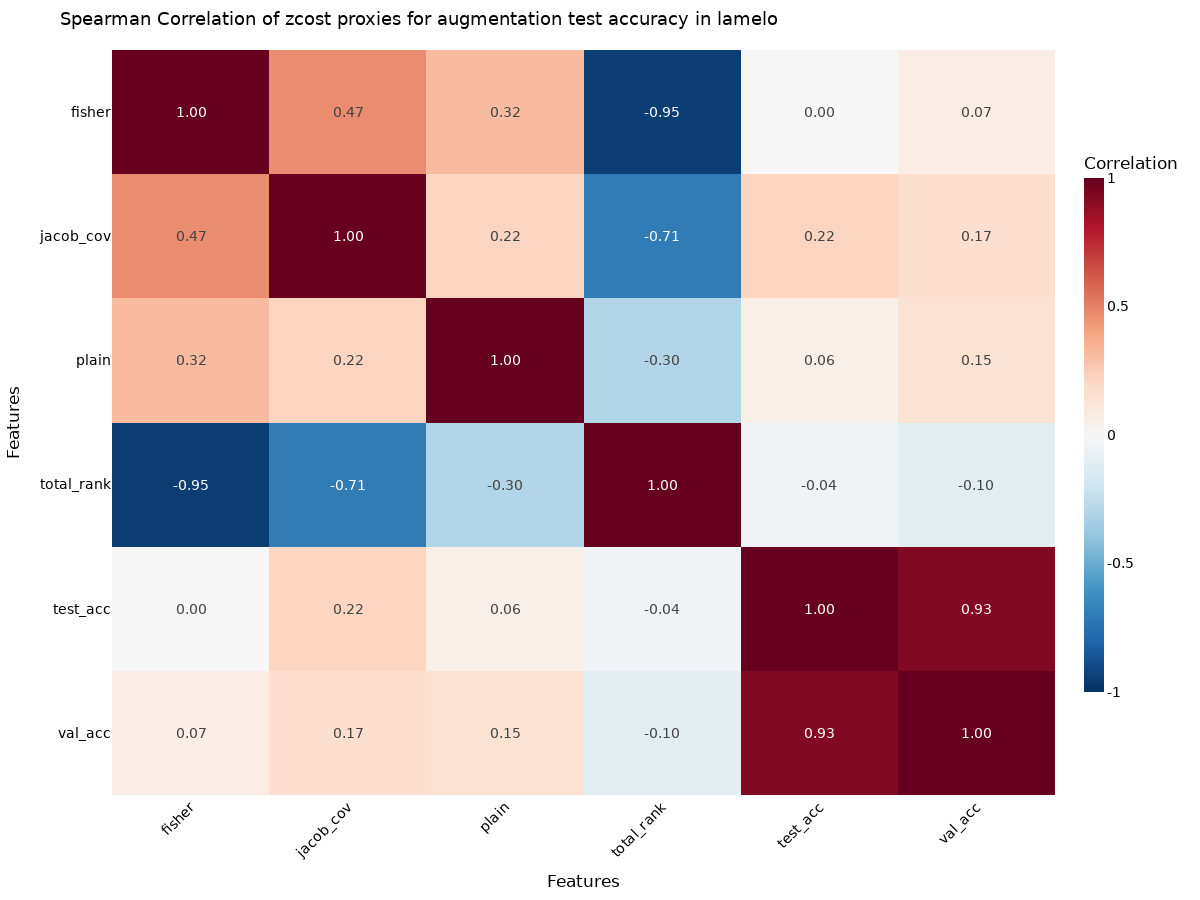 Spearman Correlation of zcost proxies for augmentation test accuracy in lamelo
fisher 1.00 0.47 0.32 -0.95 0.00 0.07
jacob_cov 0.47 1.00 0.22 -0.71 0.22 0.17
plain 0.32 0.22 1.00 -0.30 0.06 0.15
total_rank -0.95 -0.71 -0.30 1.00 -0.04 -0.10
test_acc 0.00 0.22 0.06 -0.04 1.00 0.93
val_acc 0.07 0.17 0.15 -0.10 0.93 1.00
fisher jacob_cov plain total_rank test_acc val_acc
Features
Features
Correlation
1
0.5
0
-0.5
-1